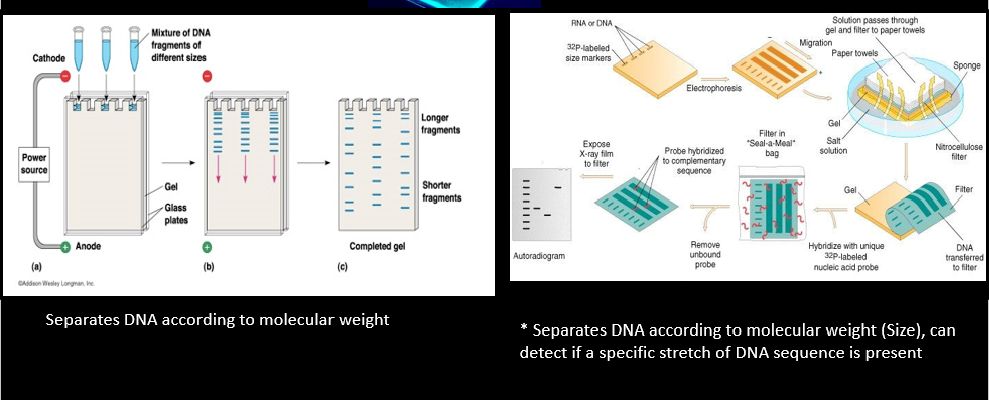 Mixture of DNA
fragments of
different sizes
Cathode
Power
source
Gel
Glass
plates
Anode
Longer
fragments
Shorter
fragments
Completed gel
(a)
(b)
(c)
©Addison Wesley Longman, Inc.
Separates DNA according to molecular weight
RNA or DNA
32P-labelled
size markers
Electrophoresis
Migration
Solution passes through
gel and filter to paper towels
Paper towels
Sponge
Gel
Salt
solution
Nitrocellulose
filter
Gel
Filter
DNA
transferred
to filter
Hybridize with unique
32P-labeled
nucleic acid probe
Filter in
"Seal-a-Meal"
bag
Remove
unbound
probe
Probe hybridized
to complementary
sequence
Expose
X-ray film
to filter
Autoradiogram
* Separates DNA according to molecular weight (Size), can
detect if a specific stretch of DNA sequence is present